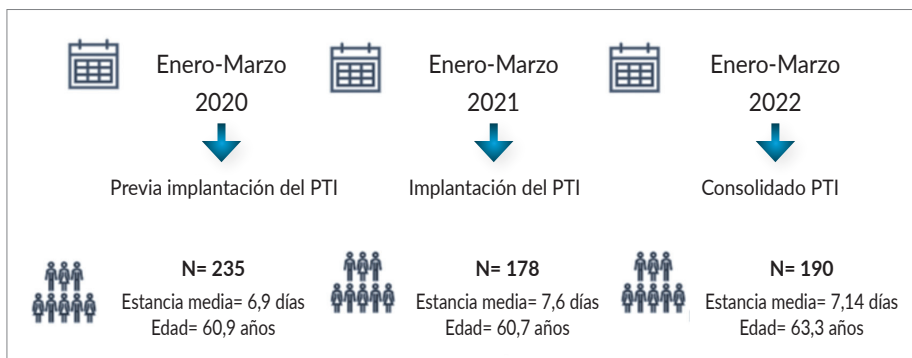 Enero-Marzo
2020
Previa implantación del PTI
N= 235
Estancia media= 6,9 días
Edad= 60,9 años
Enero-Marzo
2021
Implantación del PTI
N= 178
Estancia media= 7,6 días
Edad= 60,7 años
Enero-Marzo
2022
Consolidado PTI
N= 190
Estancia media= 7,14 días
Edad= 63,3 años